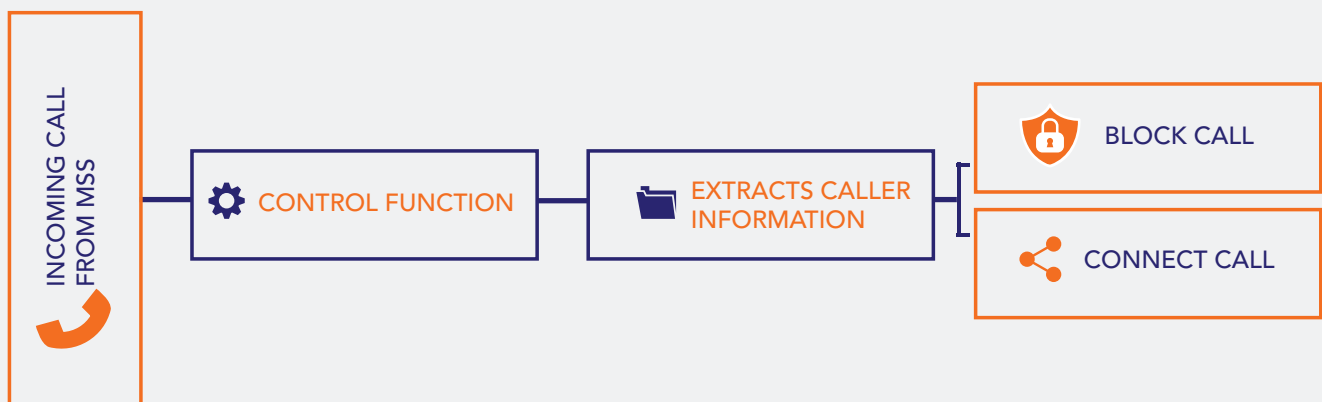 INCOMING CALL
FROM MSS
CONTROL FUNCTION
EXTRACTS CALLER
INFORMATION
BLOCK CALL
CONNECT CALL